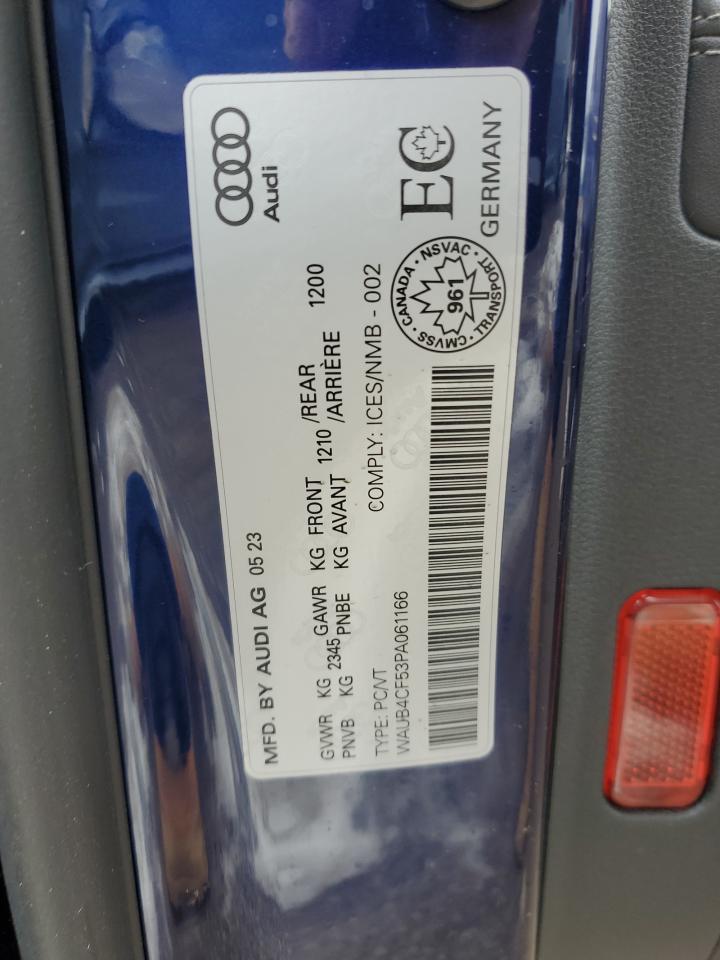 Audi
MFD. BY AUDI AG 05 23
GVWR KG 2345 GAWR KG FRONT 1210 /REAR 1200
PNVB KG PNBE KG AVANT /ARRIÈRE
TYPE: PC/VT COMPLY: ICES/NMB - 002
WAUB4CF53PA061166
CANADA • NSVAC • TRANSPORT • CMVSS •
961
EC
GERMANY